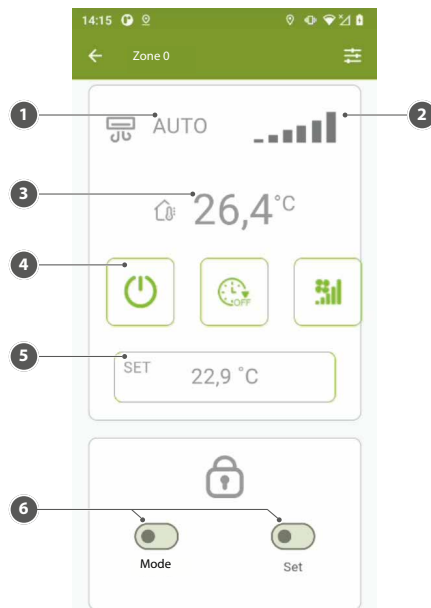 14:15
Zone 0
1
AUTO
2
3
26,4°C
4
OFF
5
SET
22,9 °C
6
Mode
Set